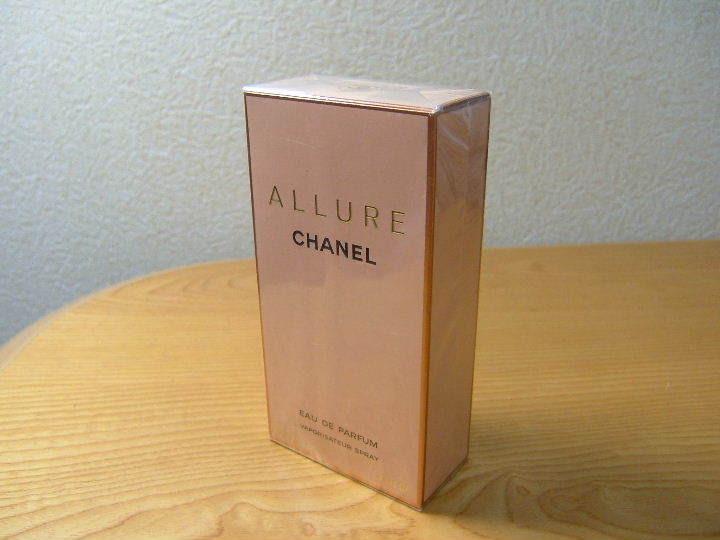 ALLURE
CHANEL
EAU DE PARFUM
VAPORISATEUR SPRAY